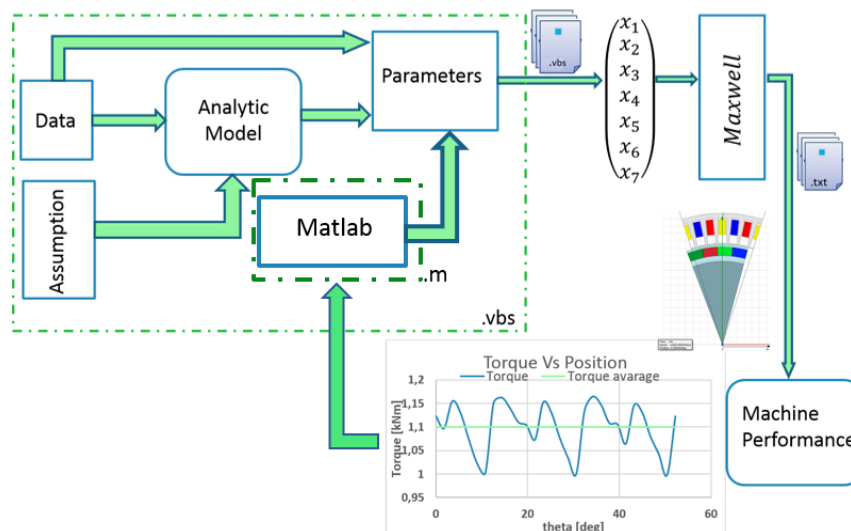 Data
Analytic
Model
Parameters
Assumption
Matlab
.m
.vbs
.vbs
x1
x2
x3
x4
x5
x6
x7
Maxwell
.txt
Torque Vs Position
Torque
Torque avarage
Torque [kNm]
1,2
1,15
1,1
1,05
1
0,95
0
20
40
60
theta [deg]
Machine
Performance